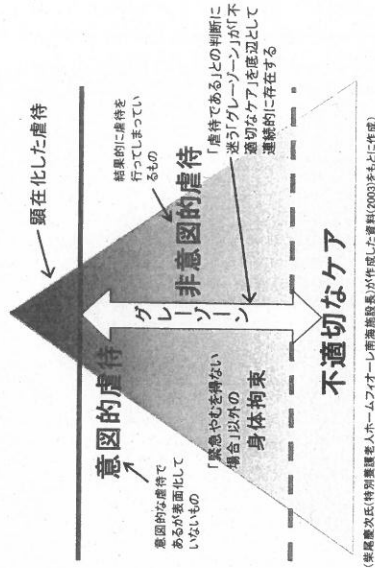 顕在化した虐待
意図的虐待
意図的な虐待で
あるが表面化して
いないもの
結果的に虐待を
行ってしまってい
るもの
非意図的虐待
グレーゾーン
「緊急やむを得ない
場合」以外の
身体拘束
「虐待である」との判断に
迷う「グレーゾーン」が「不
適切なケア」を底辺として
連続的に存在する
不適切なケア
(柴尾慶次氏(特別養護老人ホームフィオーレ南海施設長)が作成した資料(2003)をもとに作成)